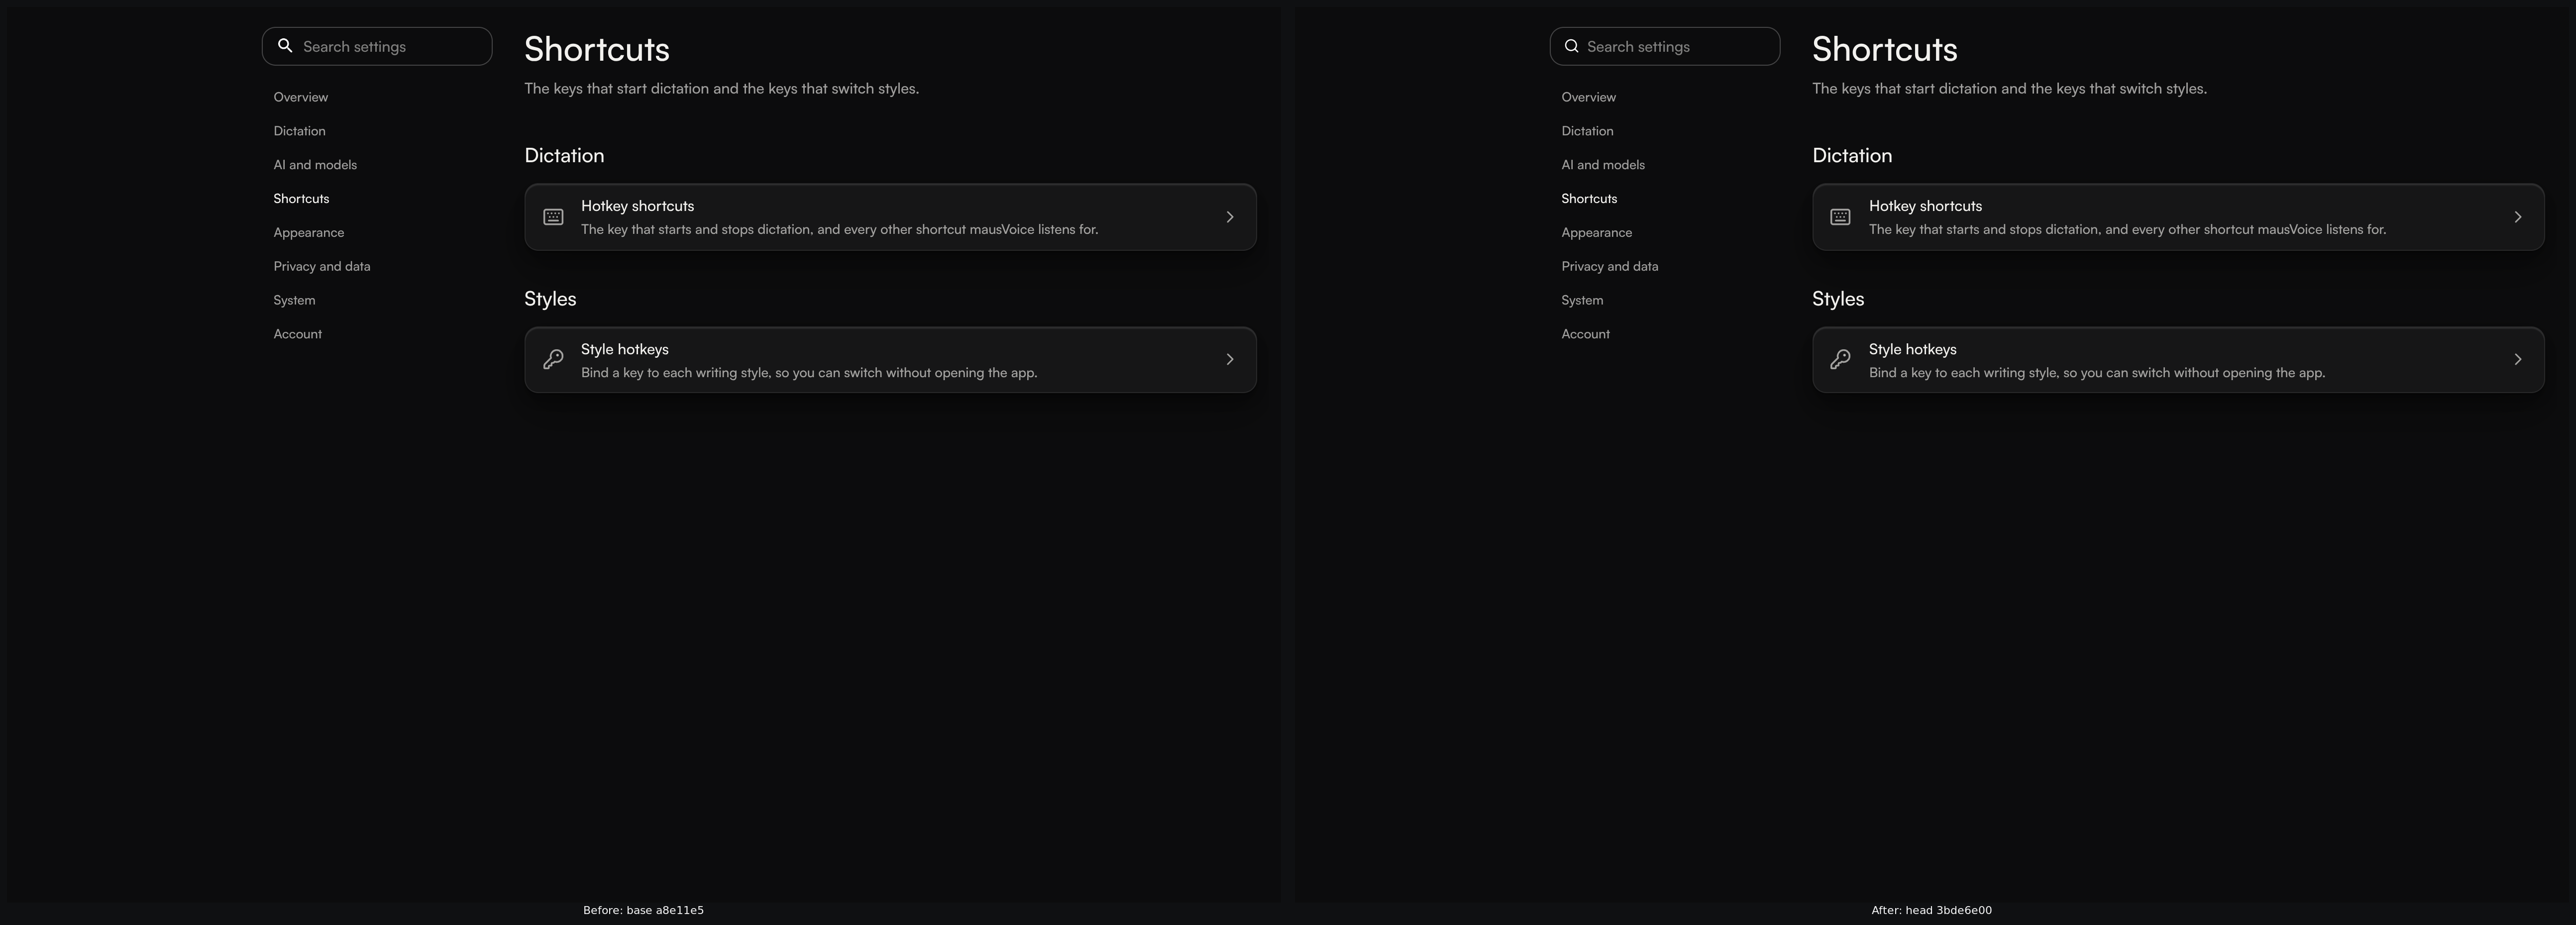 Search settings
Overview
Dictation
AI and models
Shortcuts
Appearance
Privacy and data
System
Account
Shortcuts
The keys that start dictation and the keys that switch styles.
Dictation
Hotkey shortcuts
The key that starts and stops dictation, and every other shortcut mausVoice listens for.
Styles
Style hotkeys
Bind a key to each writing style, so you can switch without opening the app.
Before: base a8e11e5
Search settings
Overview
Dictation
AI and models
Shortcuts
Appearance
Privacy and data
System
Account
Shortcuts
The keys that start dictation and the keys that switch styles.
Dictation
Hotkey shortcuts
The key that starts and stops dictation, and every other shortcut mausVoice listens for.
Styles
Style hotkeys
Bind a key to each writing style, so you can switch without opening the app.
After: head 3bde6e00